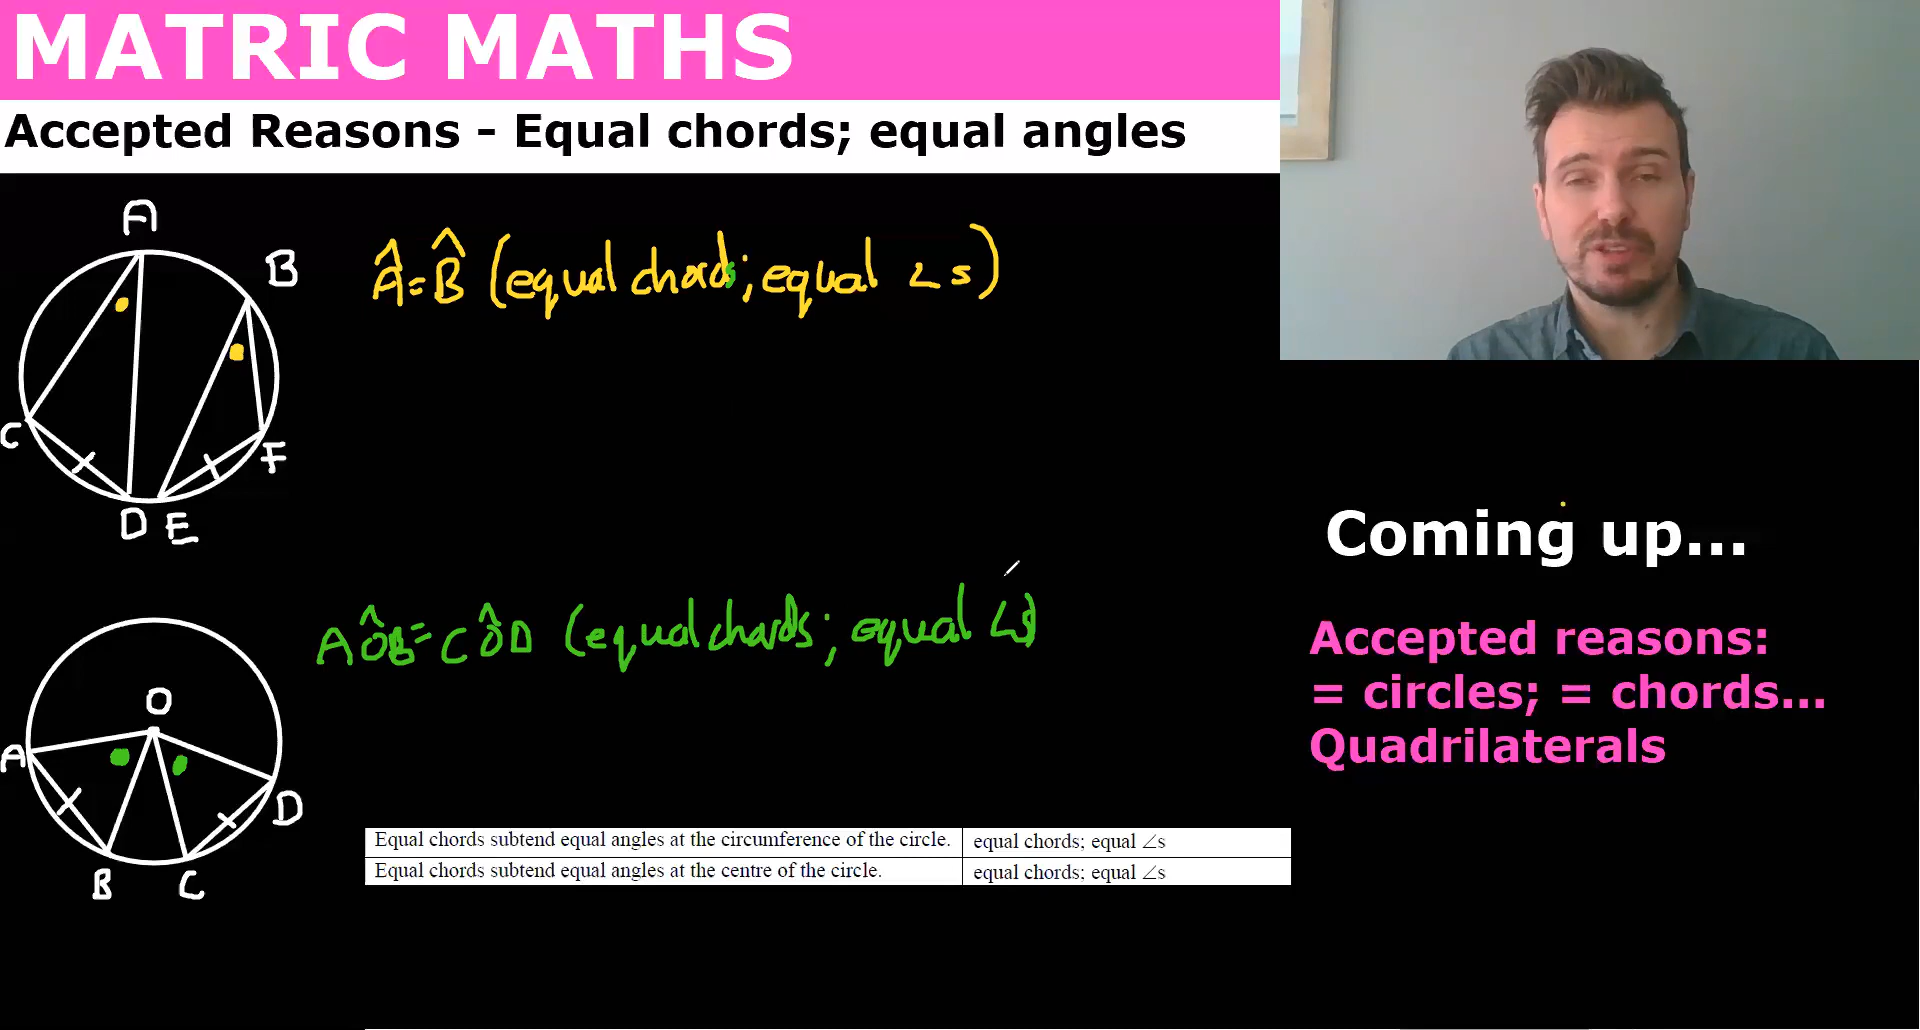 MATRIC MATHS
Accepted Reasons - Equal chords; equal angles
A
B
C
F
D E
Â=B̂ (equal chords; equal ∠s)
AÔB=CÔD (equal chords; equal ∠s)
O
A
D
B C
Equal chords subtend equal angles at the circumference of the circle. equal chords; equal ∠s
Equal chords subtend equal angles at the centre of the circle. equal chords; equal ∠s
Coming up...
Accepted reasons:
= circles; = chords...
Quadrilaterals